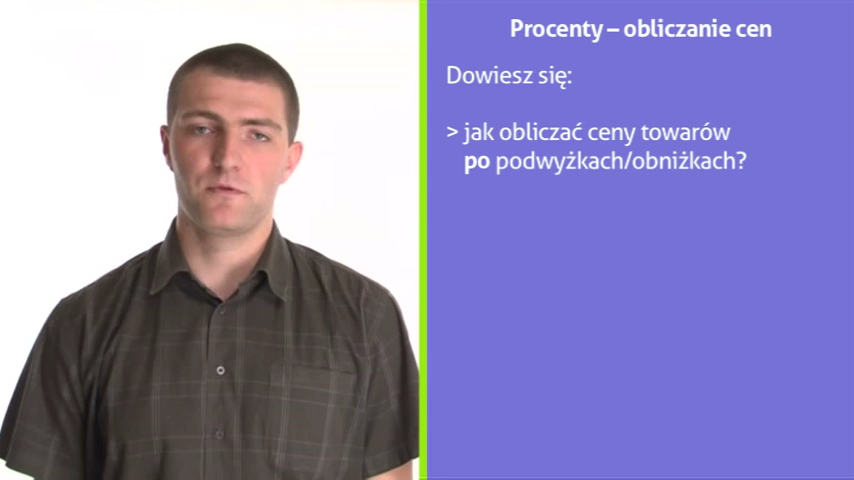 Procenty – obliczanie cen
Dowiesz się:
> jak obliczać ceny towarów
po podwyżkach/obniżkach?